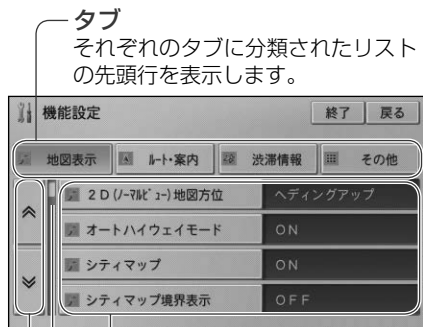 タブ
それぞれのタブに分類されたリスト
の先頭行を表示します。
機能設定 終了 戻る
地図表示 ルート・案内 渋滞情報 その他
2D(ノーマルビュー)地図方位 ヘディングアップ
オートハイウェイモード ON
シティマップ ON
シティマップ境界表示 OFF